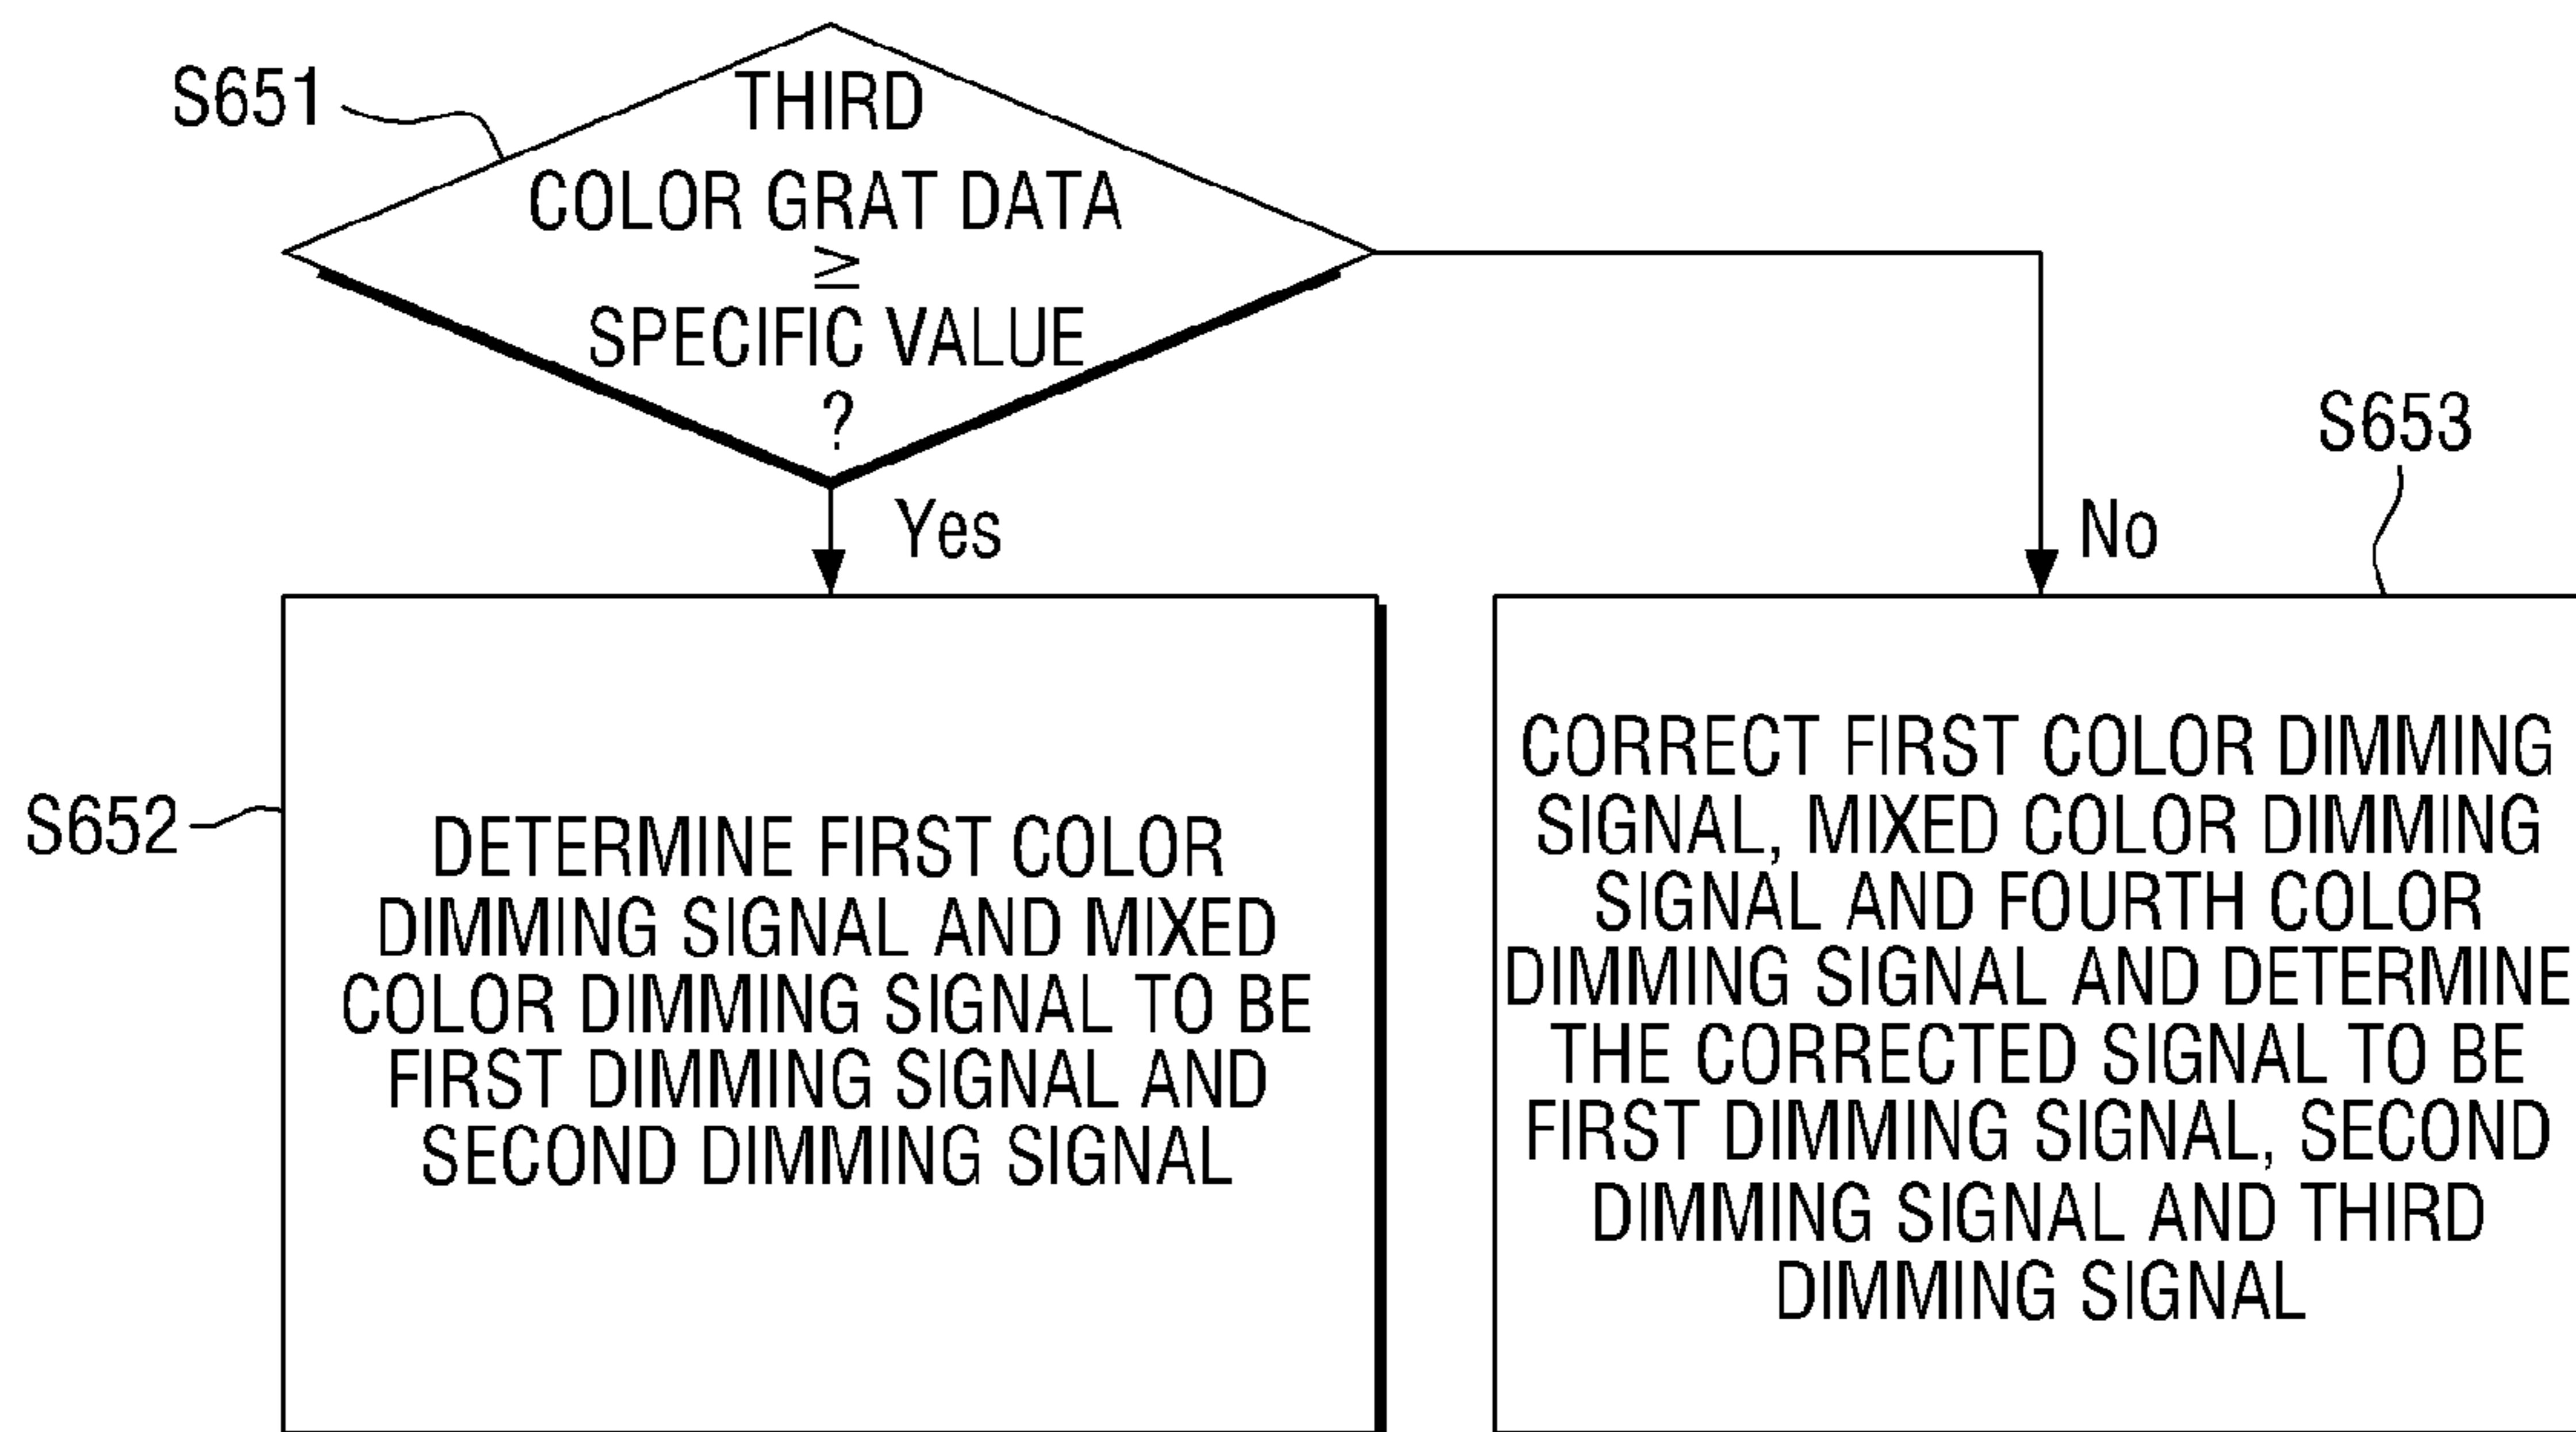 S651
THIRD
COLOR GRAT DATA
≥
SPECIFIC VALUE
?
Yes
No
S652
DETERMINE FIRST COLOR
DIMMING SIGNAL AND MIXED
COLOR DIMMING SIGNAL TO BE
FIRST DIMMING SIGNAL AND
SECOND DIMMING SIGNAL
S653
CORRECT FIRST COLOR DIMMING
SIGNAL, MIXED COLOR DIMMING
SIGNAL AND FOURTH COLOR
DIMMING SIGNAL AND DETERMINE
THE CORRECTED SIGNAL TO BE
FIRST DIMMING SIGNAL, SECOND
DIMMING SIGNAL AND THIRD
DIMMING SIGNAL